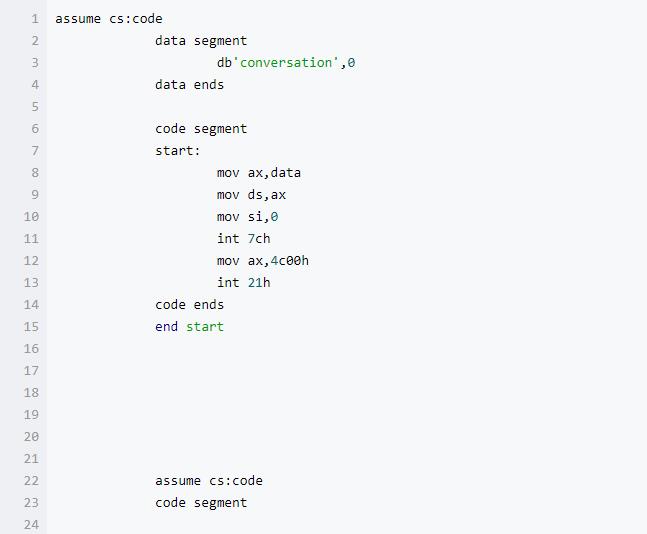 1 assume cs:code
2 data segment
3 db'conversation',0
4 data ends
5
6 code segment
7 start:
8 mov ax,data
9 mov ds,ax
10 mov si,0
11 int 7ch
12 mov ax,4c00h
13 int 21h
14 code ends
15 end start
16
17
18
19
20
21
22 assume cs:code
23 code segment
24